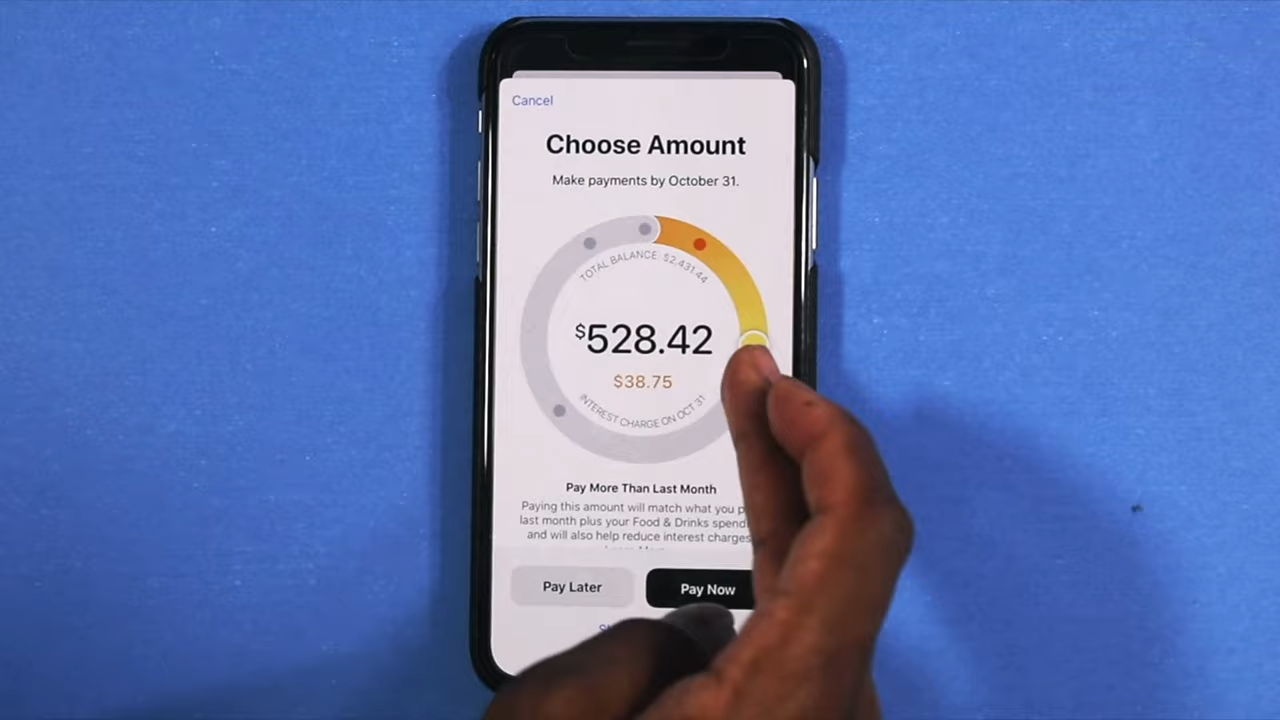 Cancel
Choose Amount
Make payments by October 31.
TOTAL BALANCE: $2,431.44
$528.42
$38.75
INTEREST CHARGE ON OCT 31
Pay More Than Last Month
Paying this amount will match what you
last month plus your Food & Drinks
and will also help reduce interest charges
Pay Later
Pay Now